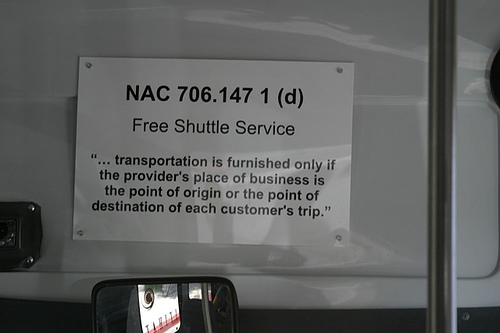 NAC 706.147 1 (d)
Free Shuttle Service
"... transportation is furnished only if
the provider's place of business is
the point of origin or the point of
destination of each customer's trip."